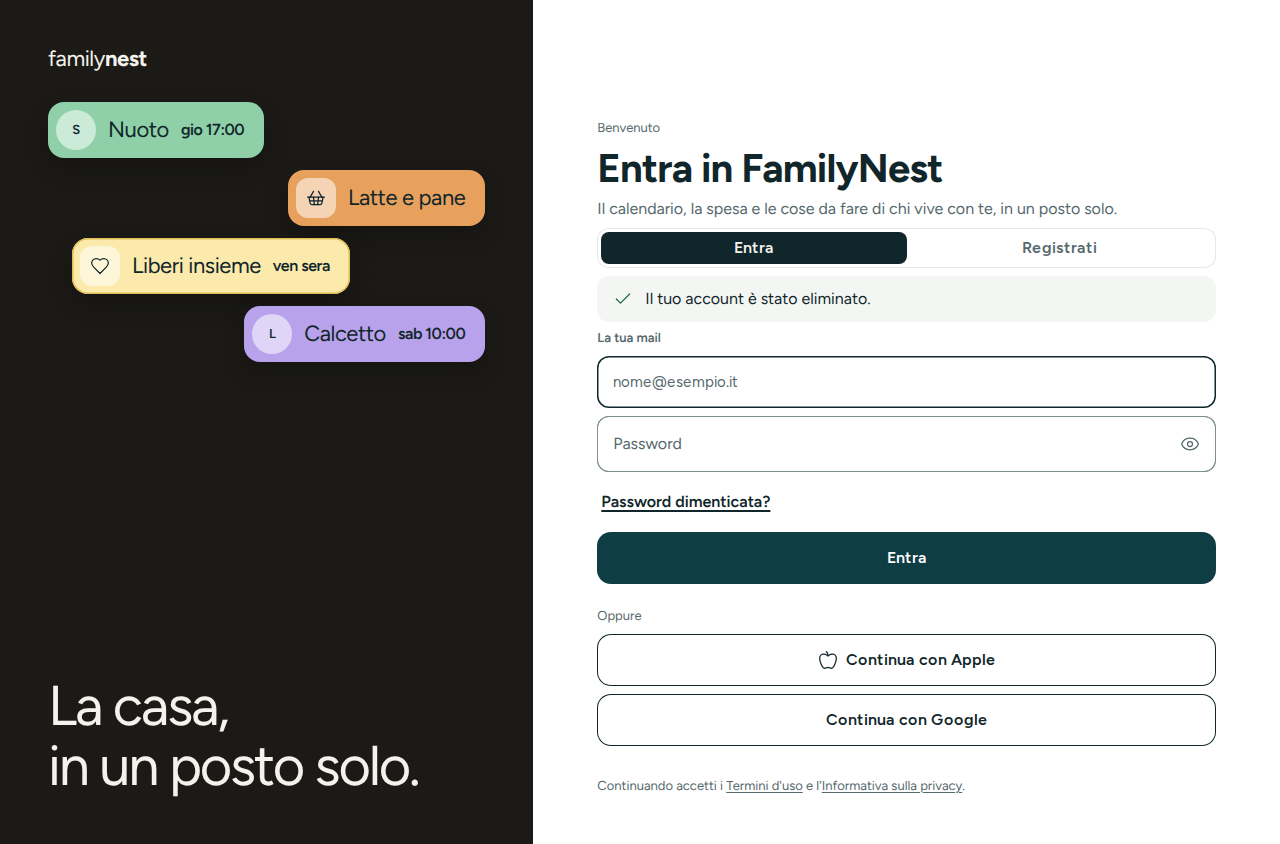 familynest
S Nuoto gio 17:00
Latte e pane
Liberi insieme ven sera
L Calcetto sab 10:00
La casa,
in un posto solo.
Benvenuto
Entra in FamilyNest
Il calendario, la spesa e le cose da fare di chi vive con te, in un posto solo.
Entra Registrati
Il tuo account è stato eliminato.
La tua mail
nome@esempio.it
Password
Password dimenticata?
Entra
Oppure
Continua con Apple
Continua con Google
Continuando accetti i Termini d'uso e l'Informativa sulla privacy.